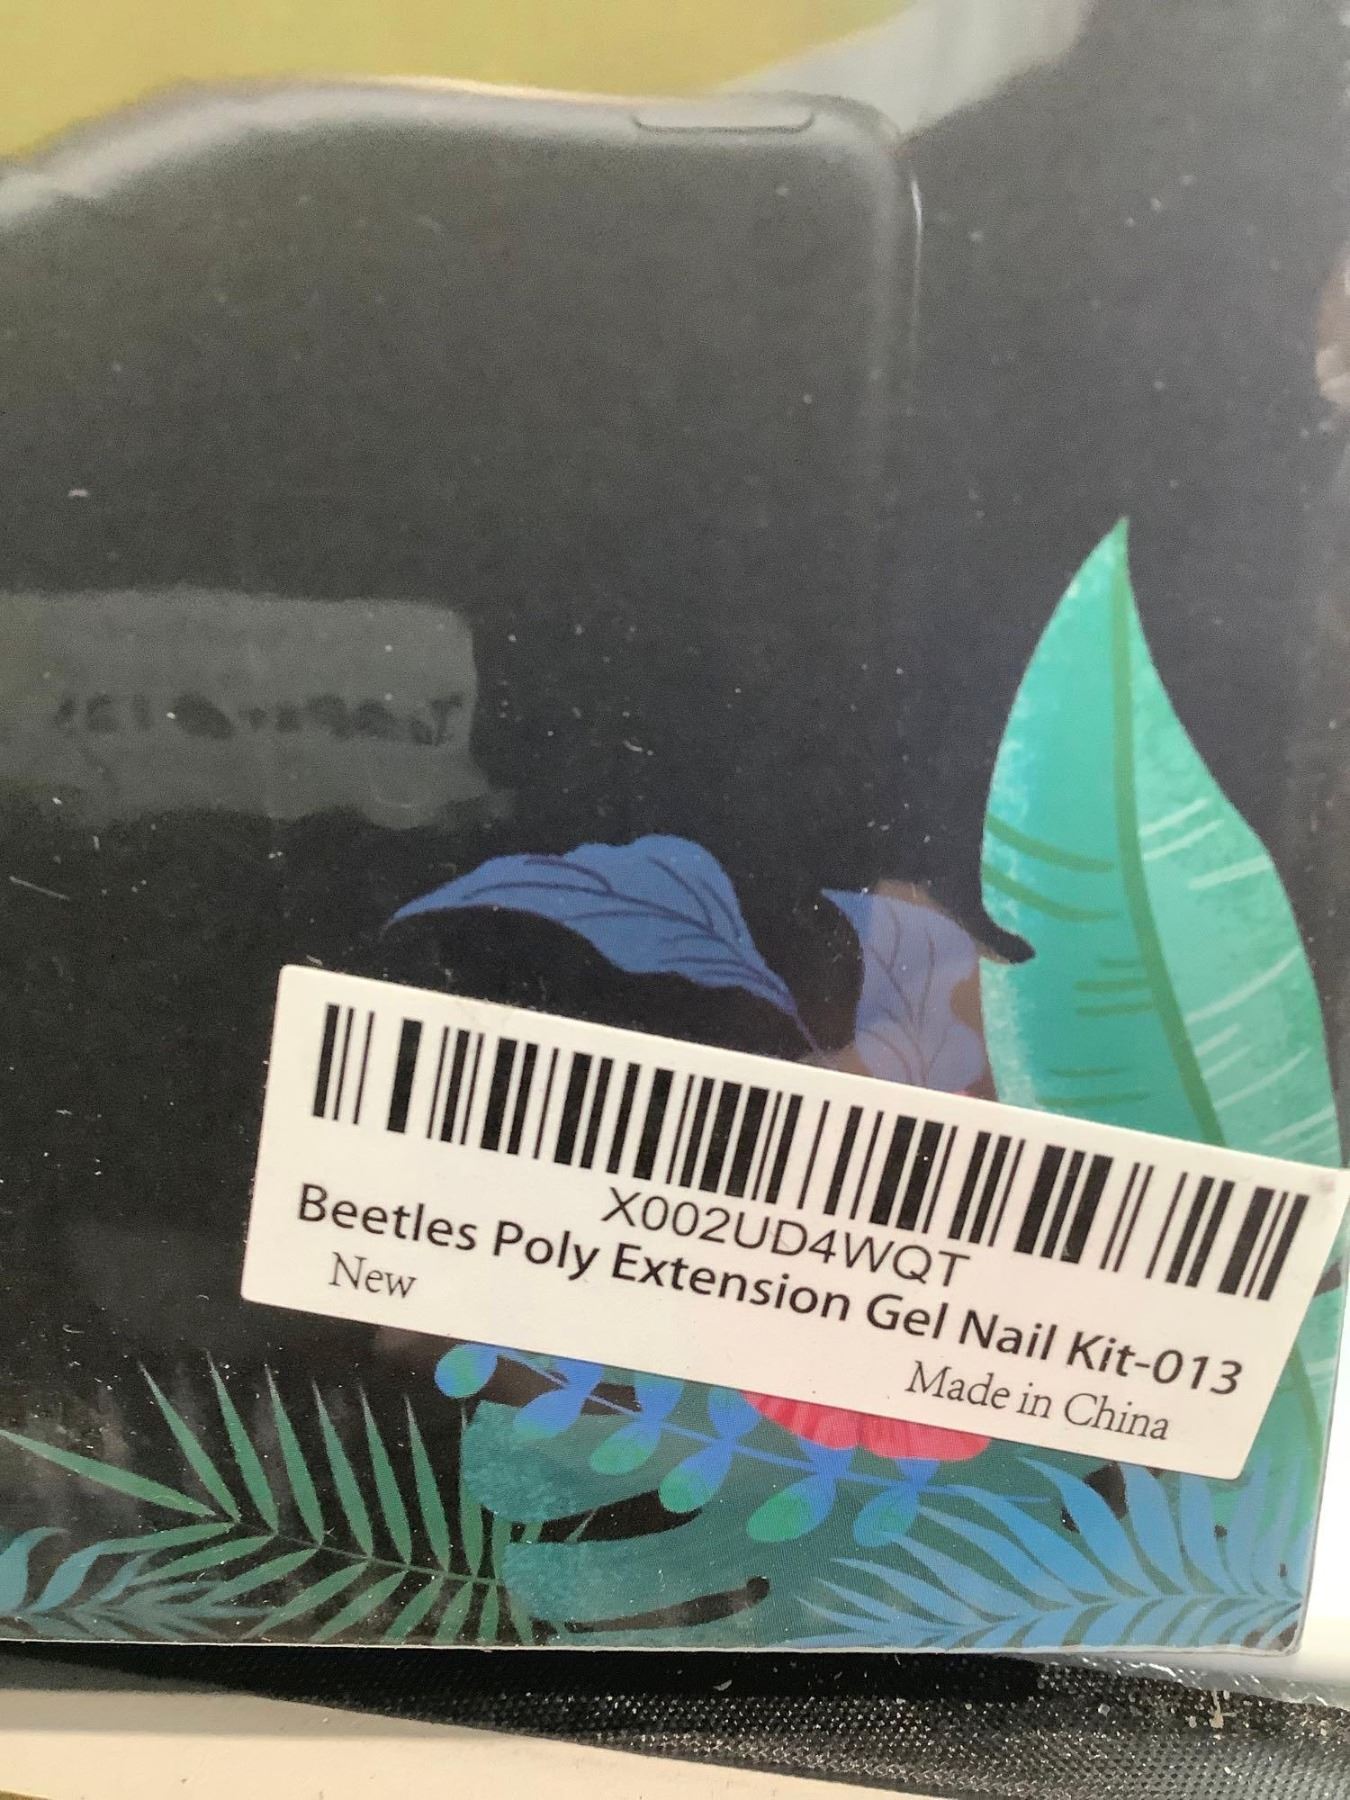 X002UD4WQT
Beetles Poly Extension Gel Nail Kit-013
New
Made in China